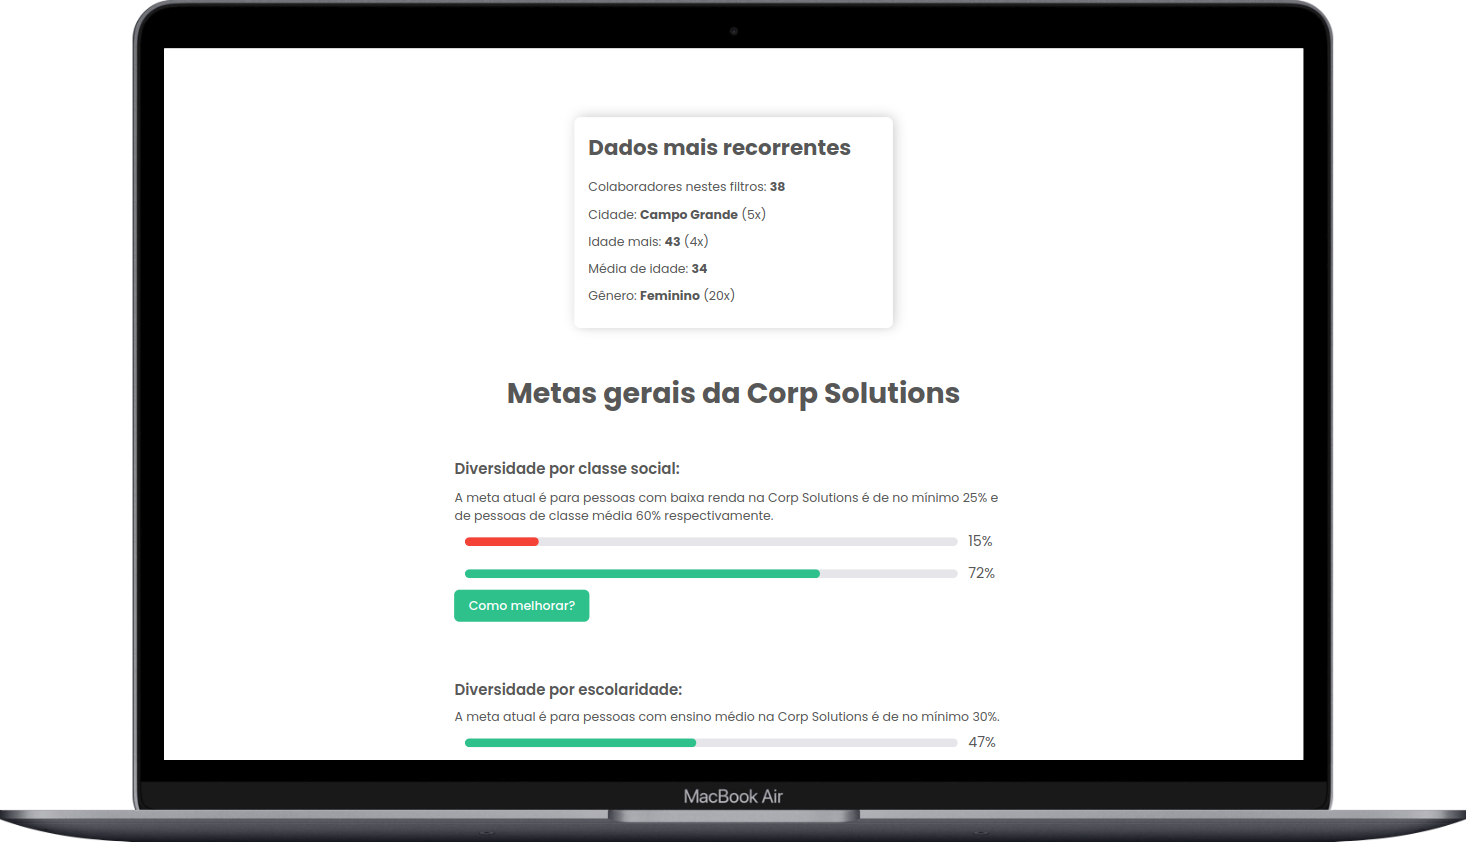 Dados mais recorrentes
Colaboradores nestes filtros: 38
Cidade: Campo Grande (5x)
Idade mais: 43 (4x)
Média de idade: 34
Gênero: Feminino (20x)
Metas gerais da Corp Solutions
Diversidade por classe social:
A meta atual é para pessoas com baixa renda na Corp Solutions é de no mínimo 25% e
de pessoas de classe média 60% respectivamente.
15%
72%
Como melhorar?
Diversidade por escolaridade:
A meta atual é para pessoas com ensino médio na Corp Solutions é de no mínimo 30%.
47%
MacBook Air